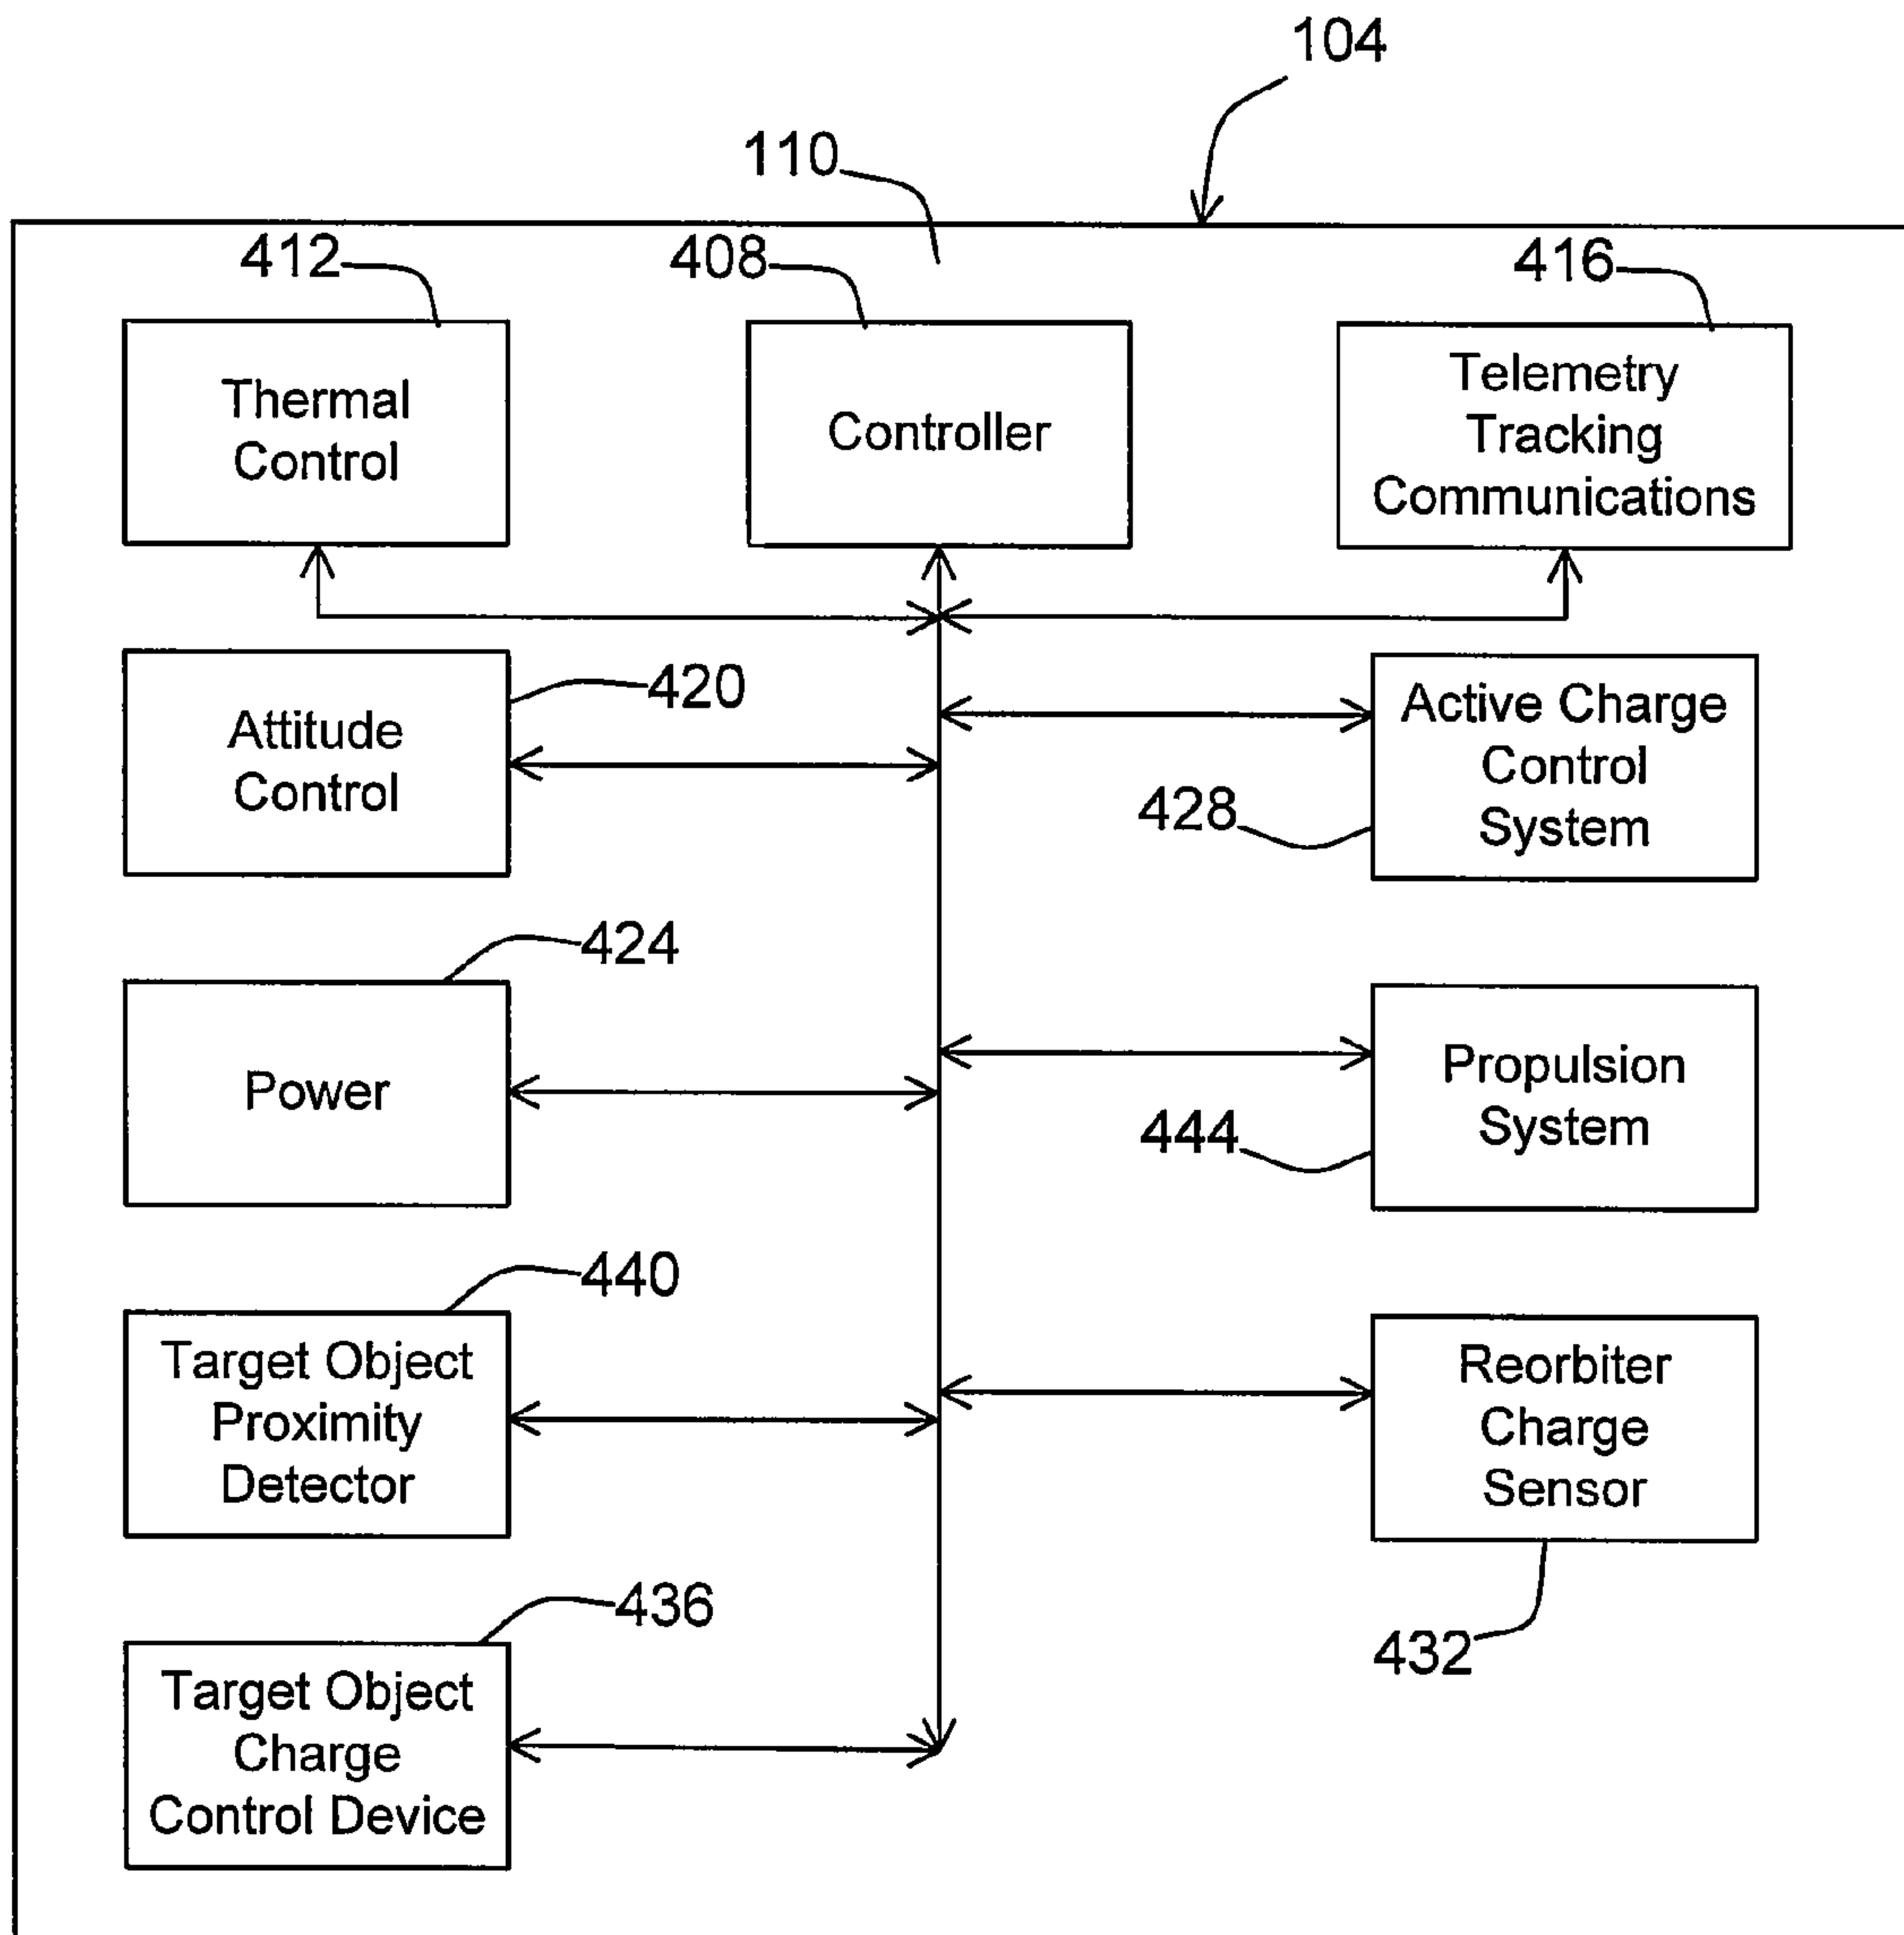 104
110
412
408
416
Thermal
Control
Controller
Telemetry
Tracking
Communications
420
Attitude
Control
Active Charge
Control
System
428
424
Power
Propulsion
System
444
440
Target Object
Proximity
Detector
Reorbiter
Charge
Sensor
432
436
Target Object
Charge
Control Device